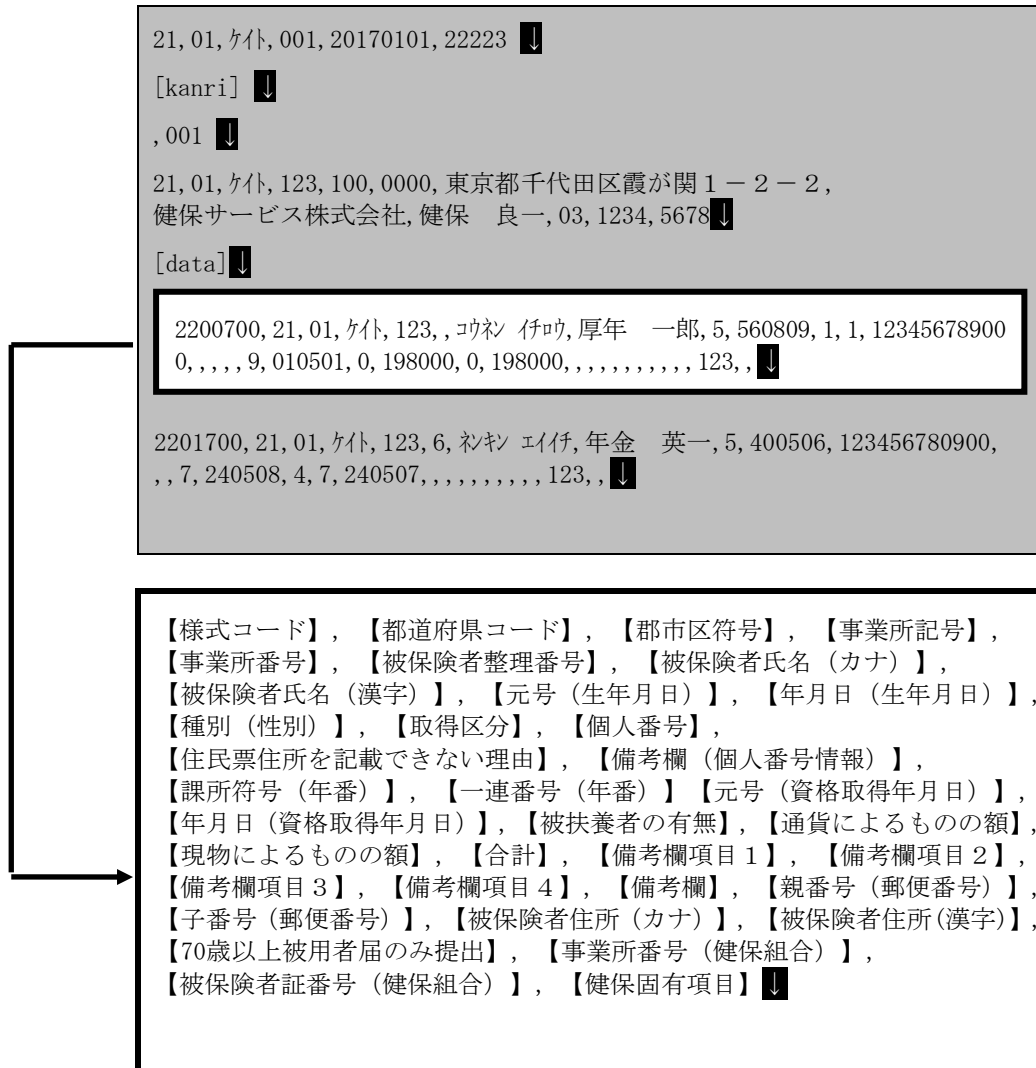 21,01,ｹｲﾄ,001,20170101,22223 ↓
[kanri] ↓
,001 ↓
21,01,ｹｲﾄ,123,100,0000,東京都千代田区霞が関１－２－２,
健保サービス株式会社,健保　良一,03,1234,5678↓
[data]↓
2200700,21,01,ｹｲﾄ,123,,ｺｳﾈﾝ ｲﾁﾛｳ,厚年　一郎,5,560809,1,1,12345678900
0,,,,,9,010501,0,198000,0,198000,,,,,,,,,,,123,,↓
2201700,21,01,ｹｲﾄ,123,6,ﾈﾝｷﾝ ｴｲｲﾁ,年金　英一,5,400506,123456780900,
,,7,240508,4,7,240507,,,,,,,,,,123,,↓
【様式コード】, 【都道府県コード】, 【郡市区符号】, 【事業所記号】,
【事業所番号】, 【被保険者整理番号】, 【被保険者氏名（カナ）】,
【被保険者氏名（漢字）】, 【元号（生年月日）】, 【年月日（生年月日）】,
【種別（性別）】, 【取得区分】, 【個人番号】,
【住民票住所を記載できない理由】, 【備考欄（個人番号情報）】,
【課所符号（年番）】, 【一連番号（年番）】【元号（資格取得年月日）】,
【年月日（資格取得年月日）】,【被扶養者の有無】,【通貨によるものの額】,
【現物によるものの額】, 【合計】, 【備考欄項目１】, 【備考欄項目２】,
【備考欄項目３】, 【備考欄項目４】, 【備考欄】, 【親番号（郵便番号）】,
【子番号（郵便番号）】,【被保険者住所（カナ）】,【被保険者住所(漢字)】,
【70歳以上被用者届のみ提出】, 【事業所番号（健保組合）】,
【被保険者証番号（健保組合）】, 【健保固有項目】↓